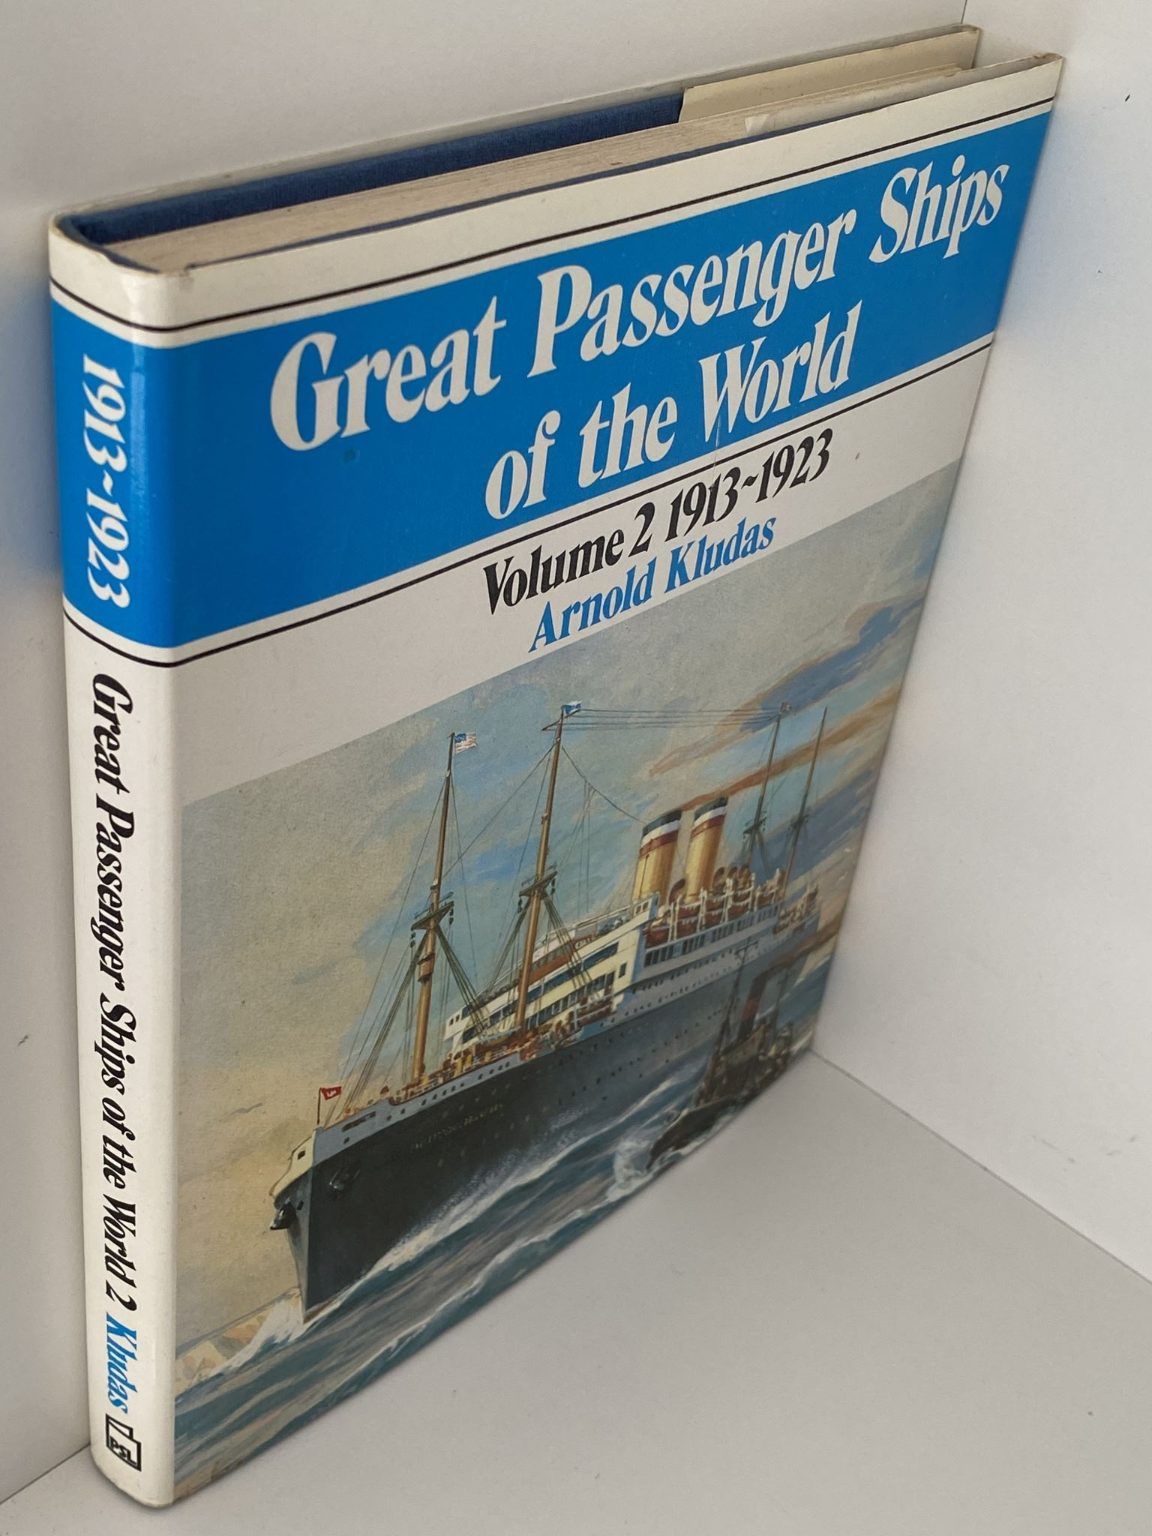 Great Passenger Ships
of the World
Volume 2 1913~1923
Arnold Kludas
1913~1923
Great Passenger Ships of the World 2 Kludas
PSL